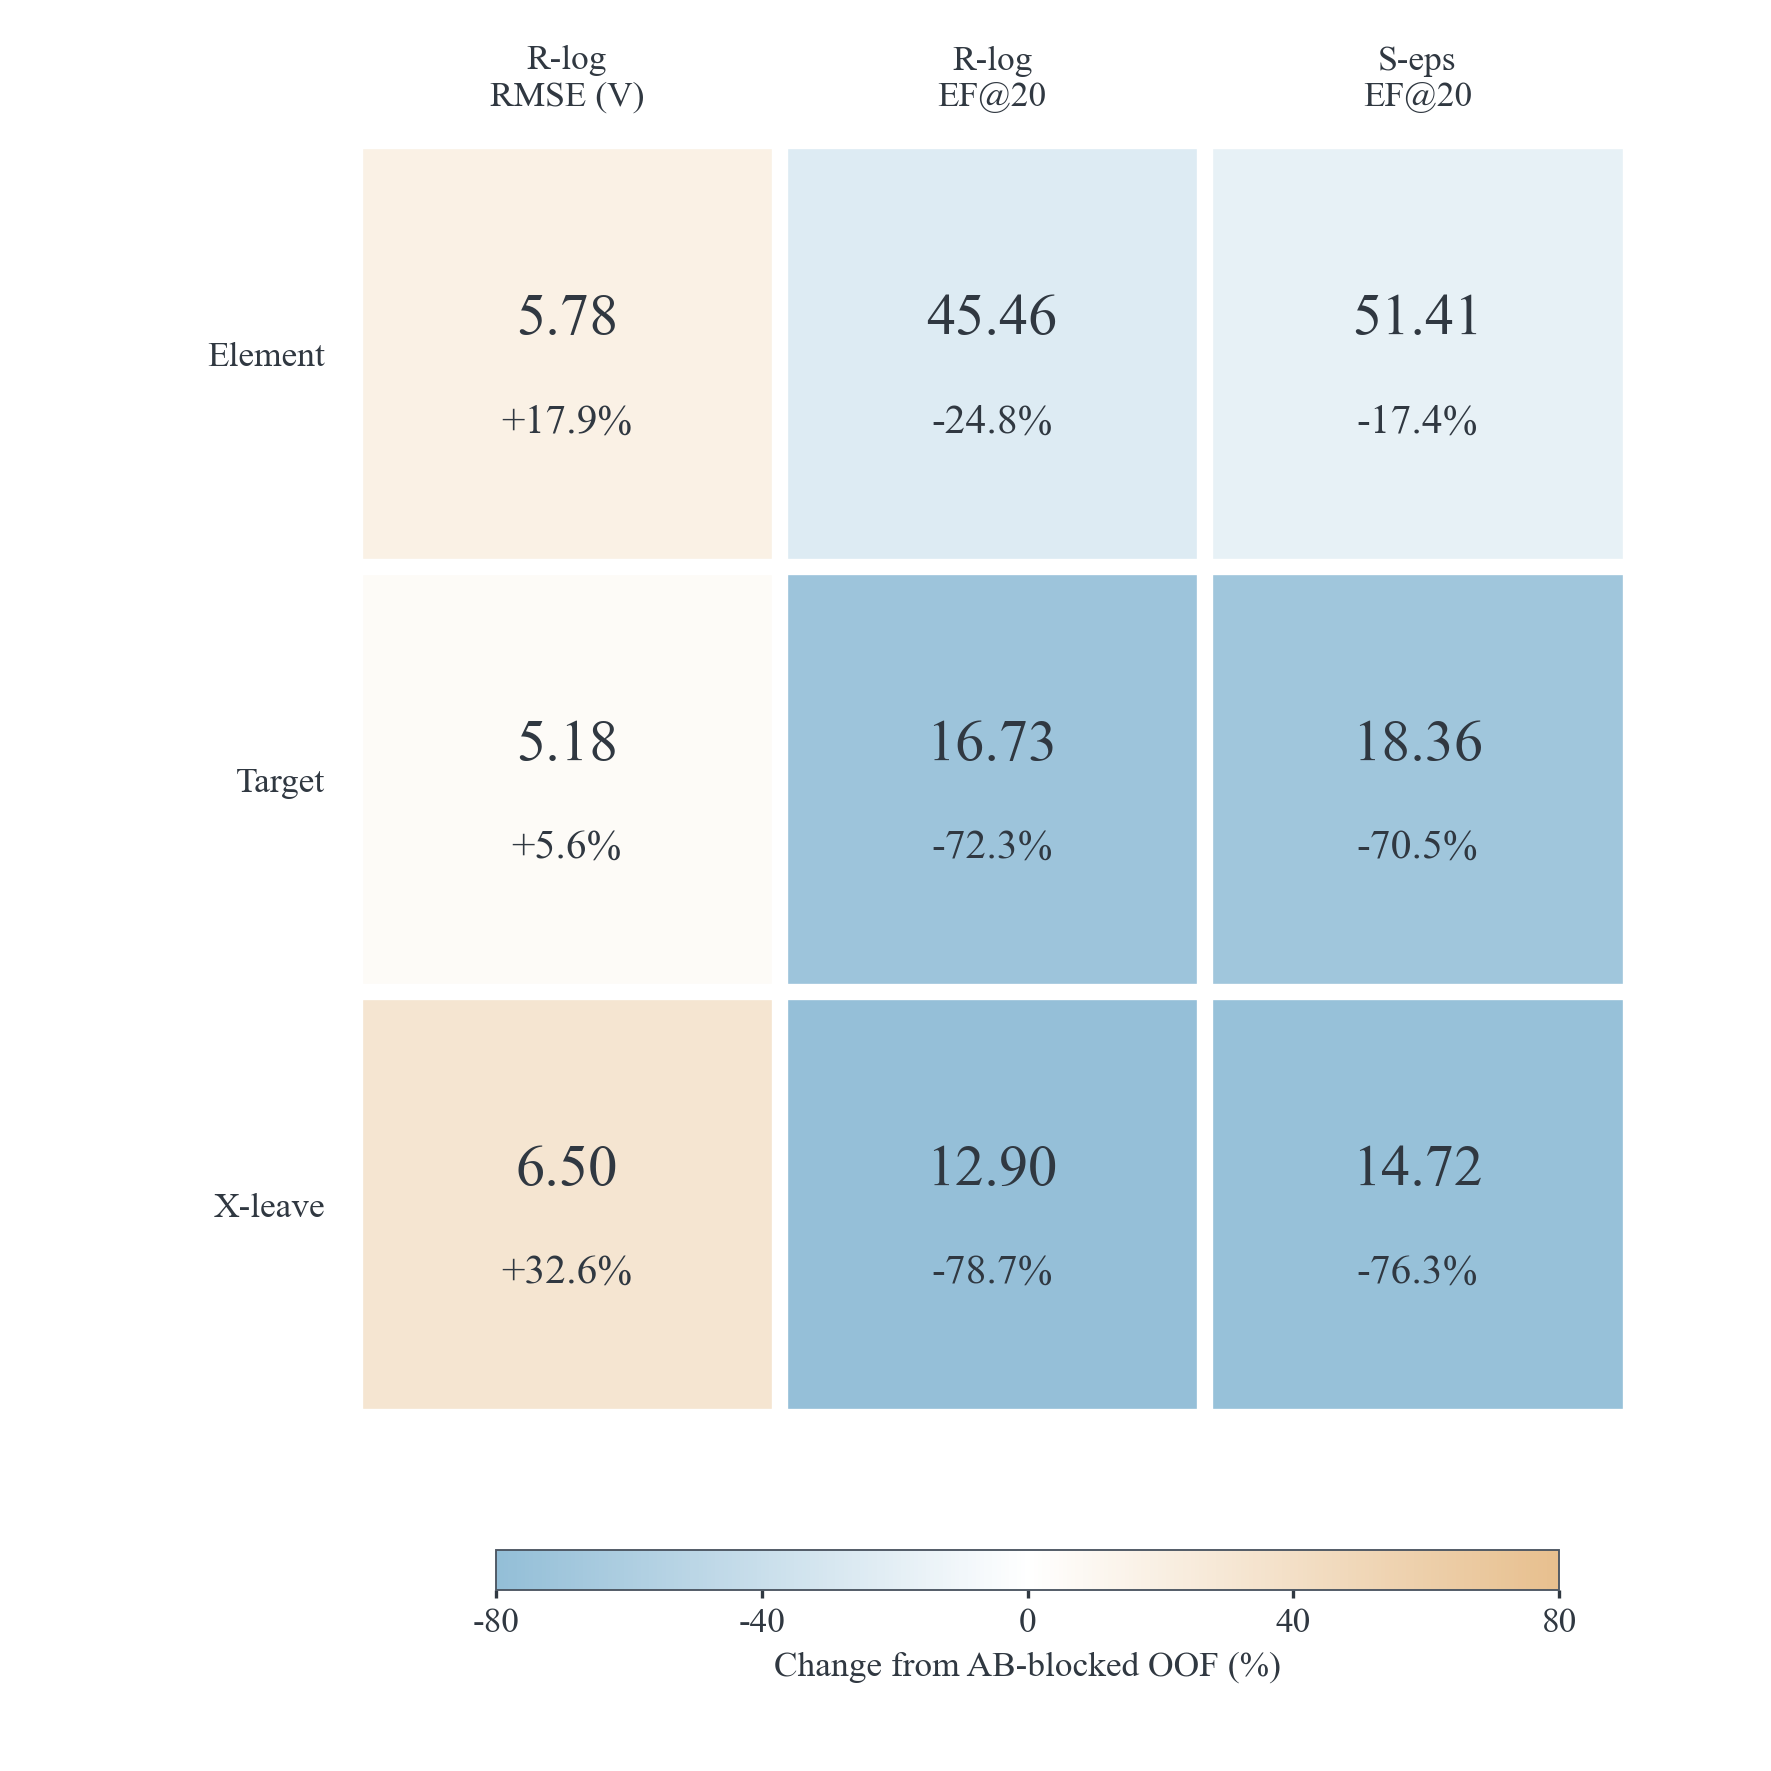 R-log
RMSE (V)
R-log
EF@20
S-eps
EF@20
Element
5.78
+17.9%
45.46
-24.8%
51.41
-17.4%
Target
5.18
+5.6%
16.73
-72.3%
18.36
-70.5%
X-leave
6.50
+32.6%
12.90
-78.7%
14.72
-76.3%
-80
-40
0
40
80
Change from AB-blocked OOF (%)